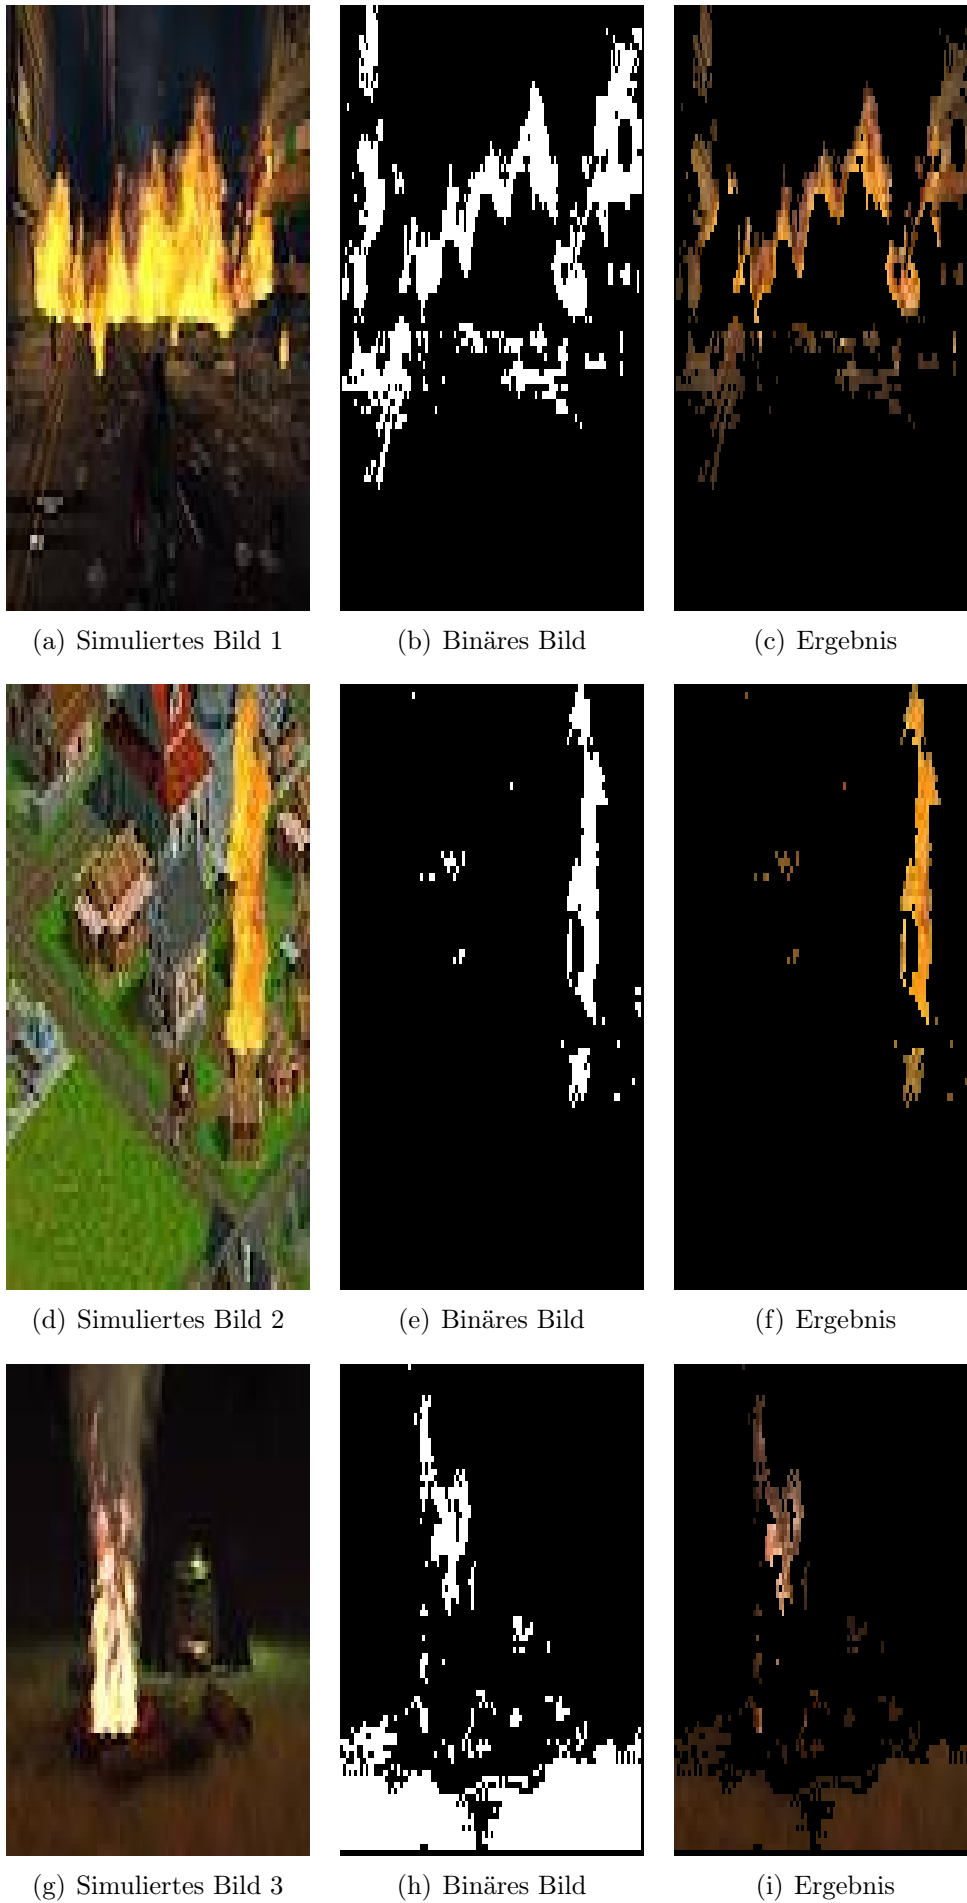 (a) Simuliertes Bild 1
(b) Binäres Bild
(c) Ergebnis
(d) Simuliertes Bild 2
(e) Binäres Bild
(f) Ergebnis
(g) Simuliertes Bild 3
(h) Binäres Bild
(i) Ergebnis